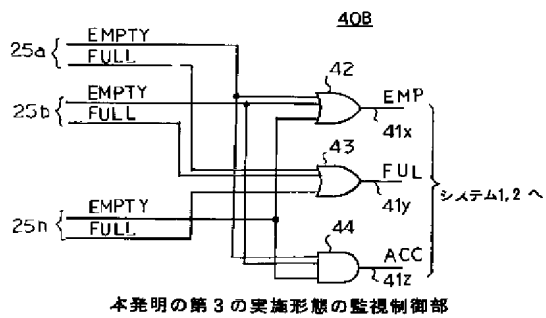 40B
25a
EMPTY
FULL
25b
EMPTY
FULL
25n
EMPTY
FULL
42
EMP
41x
43
FUL
41y
44
ACC
41z
システム1,2 へ
本発明の第3の実施形態の監視制御部